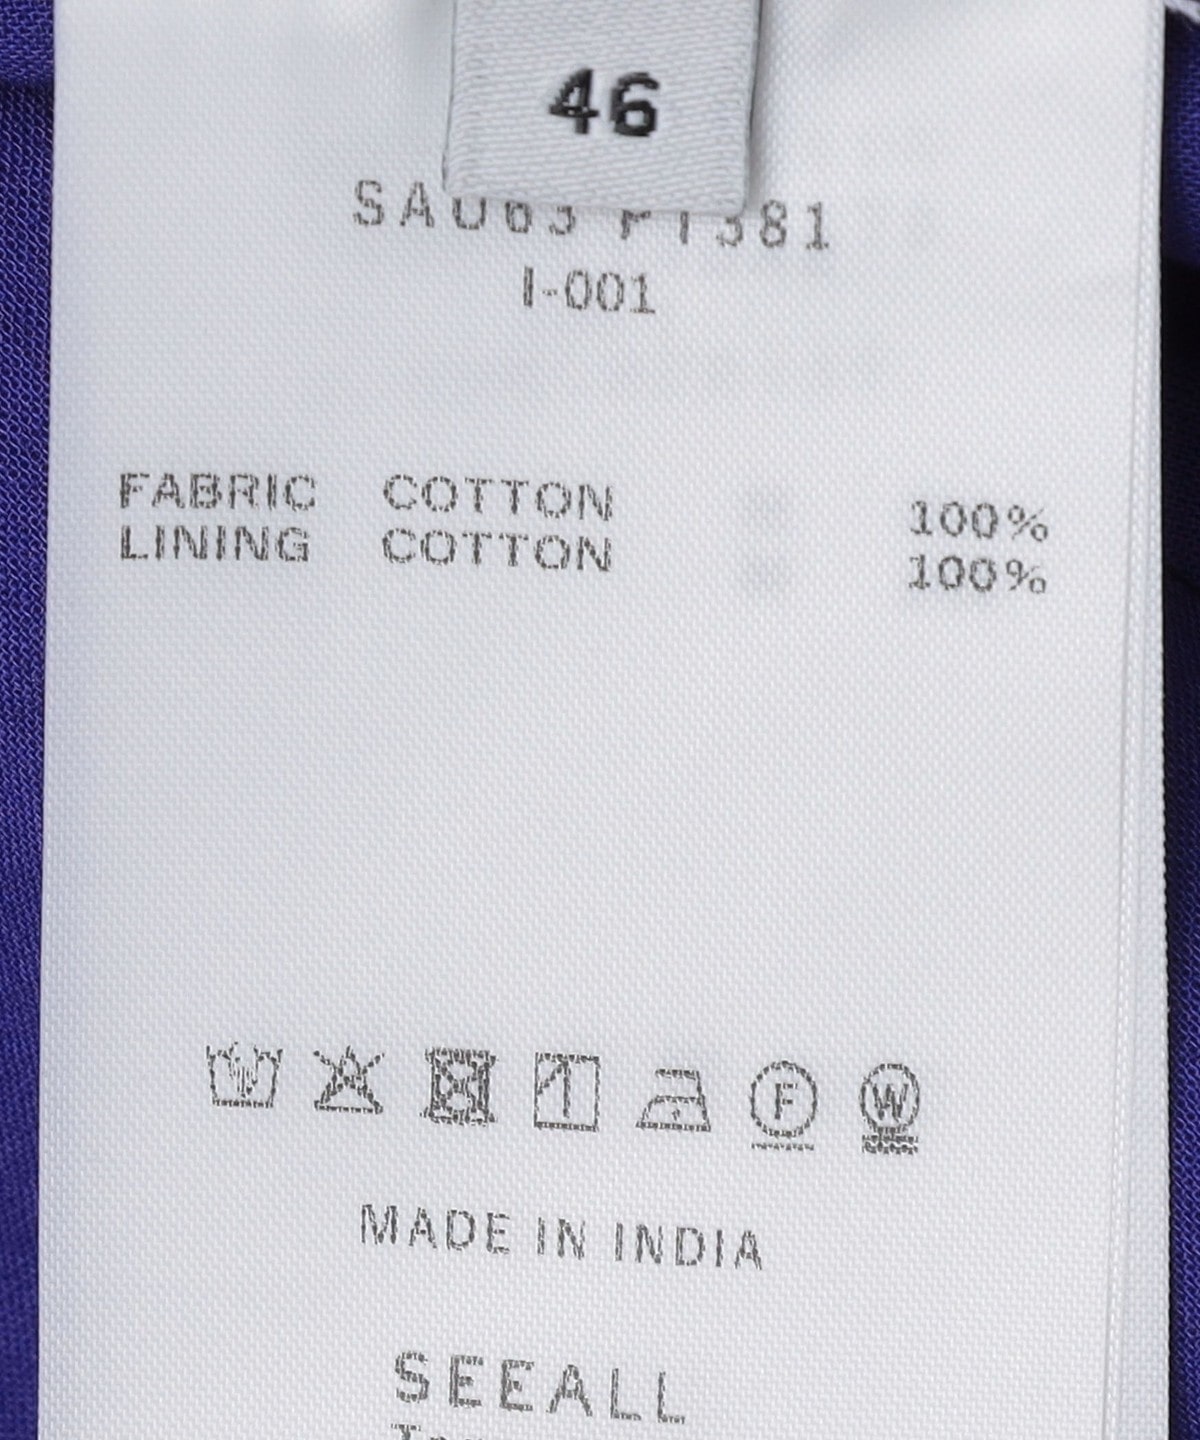 46
I-001
FABRIC COTTON 100%
LINING COTTON 100%
F W
MADE IN INDIA
SEEALL